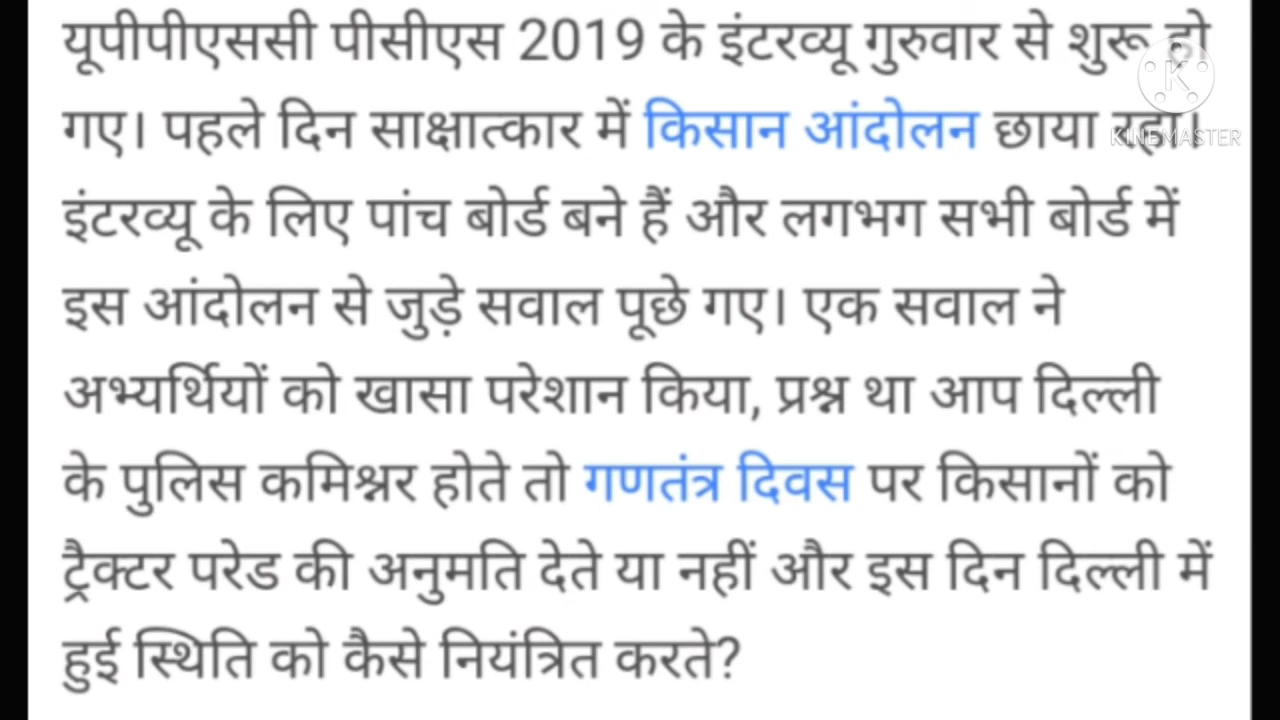 यूपीपीएससी पीसीएस 2019 के इंटरव्यू गुरुवार से शुरू हो
गए। पहले दिन साक्षात्कार में किसान आंदोलन छाया रहा।
इंटरव्यू के लिए पांच बोर्ड बने हैं और लगभग सभी बोर्ड में
इस आंदोलन से जुड़े सवाल पूछे गए। एक सवाल ने
अभ्यर्थियों को खासा परेशान किया, प्रश्न था आप दिल्ली
के पुलिस कमिश्नर होते तो गणतंत्र दिवस पर किसानों को
ट्रैक्टर परेड की अनुमति देते या नहीं और इस दिन दिल्ली में
हुई स्थिति को कैसे नियंत्रित करते?
K
KINEMASTER